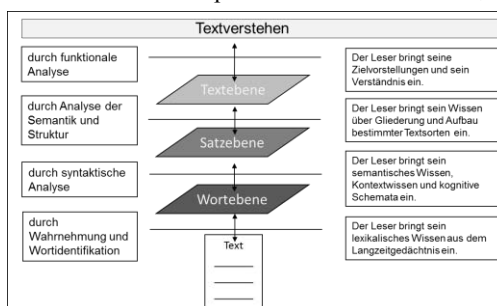 Textverstehen
durch funktionale
Analyse
Der Leser bringt seine
Zielvorstellungen und sein
Verständnis ein.
Textebene
durch Analyse der
Semantik und
Struktur
Der Leser bringt sein Wissen
über Gliederung und Aufbau
bestimmter Textsorten ein.
Satzebene
durch syntaktische
Analyse
Der Leser bringt sein
semantisches Wissen,
Kontextwissen und kognitive
Schemata ein.
Wortebene
durch
Wahrnehmung und
Wortidentifikation
Der Leser bringt sein
lexikalisches Wissen aus dem
Langzeitgedächtnis ein.
Text